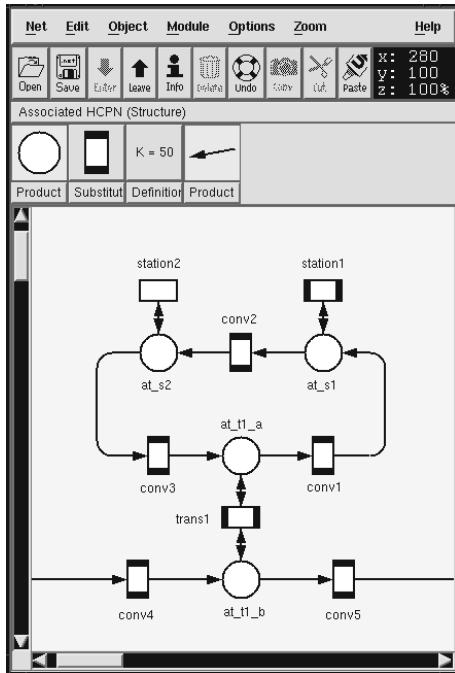 Net Edit Object Module Options Zoom Help
Open Save Enter Leave Info Delete Undo Copy Cut Paste
x: 280
y: 100
z: 100%
Associated HCPN (Structure)
K = 50
Product Substitut Definition Product
station2 station1
conv2
at_s2 at_s1
at_t1_a
conv3 conv1
trans1
conv4 at_t1_b conv5